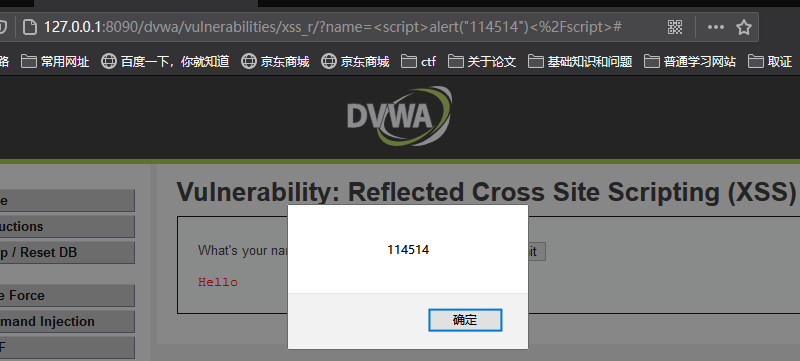 127.0.0.1:8090/dvwa/vulnerabilities/xss_r/?name=<script>alert("114514")<%2Fscript>#
路 常用网址 百度一下，你就知道 京东商城 京东商城 ctf 关于论文 基础知识和问题 普通学习网站 取证
DVWA
Vulnerability: Reflected Cross Site Scripting (XSS)
e
uctions
p / Reset DB
e Force
mand Injection
F
What's your na
it
Hello
114514
确定